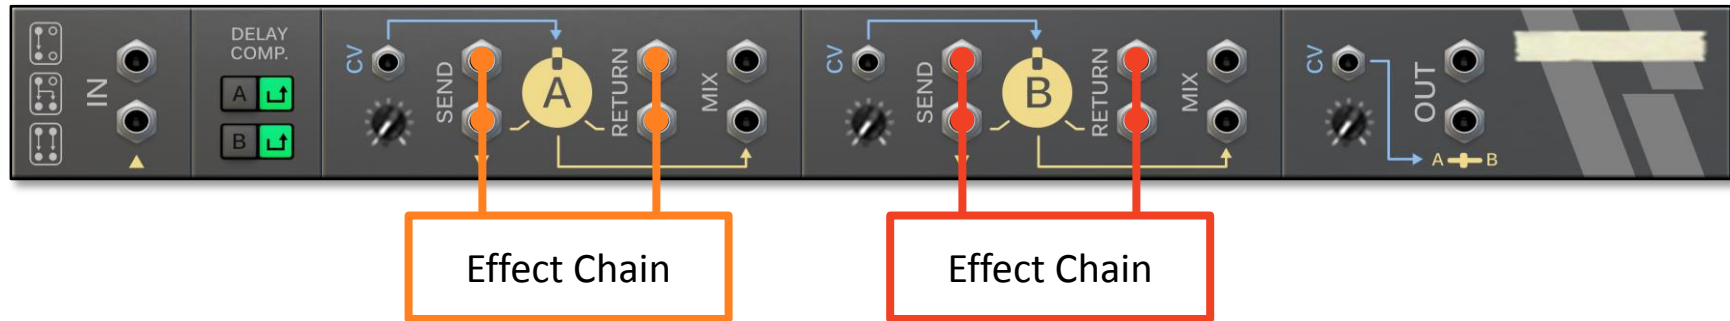 IN
DELAY
COMP.
A
B
CV
SEND
A
RETURN
MIX
CV
SEND
B
RETURN
MIX
CV
OUT
A B
Effect Chain
Effect Chain